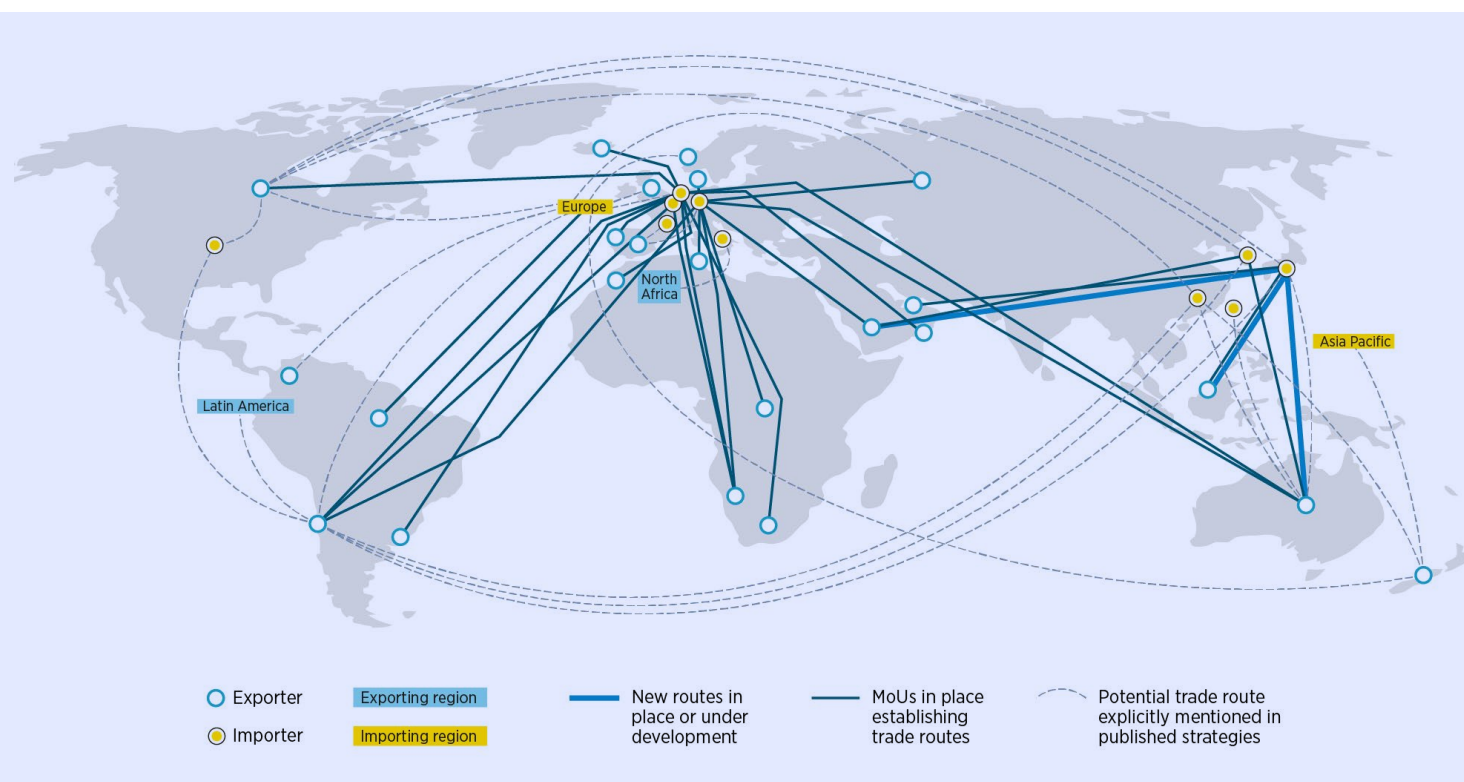 Europe
North
Africa
Asia Pacific
Latin America
Exporter
Importer
Exporting region
Importing region
New routes in
place or under
development
MoUs in place
establishing
trade routes
Potential trade route
explicitly mentioned in
published strategies